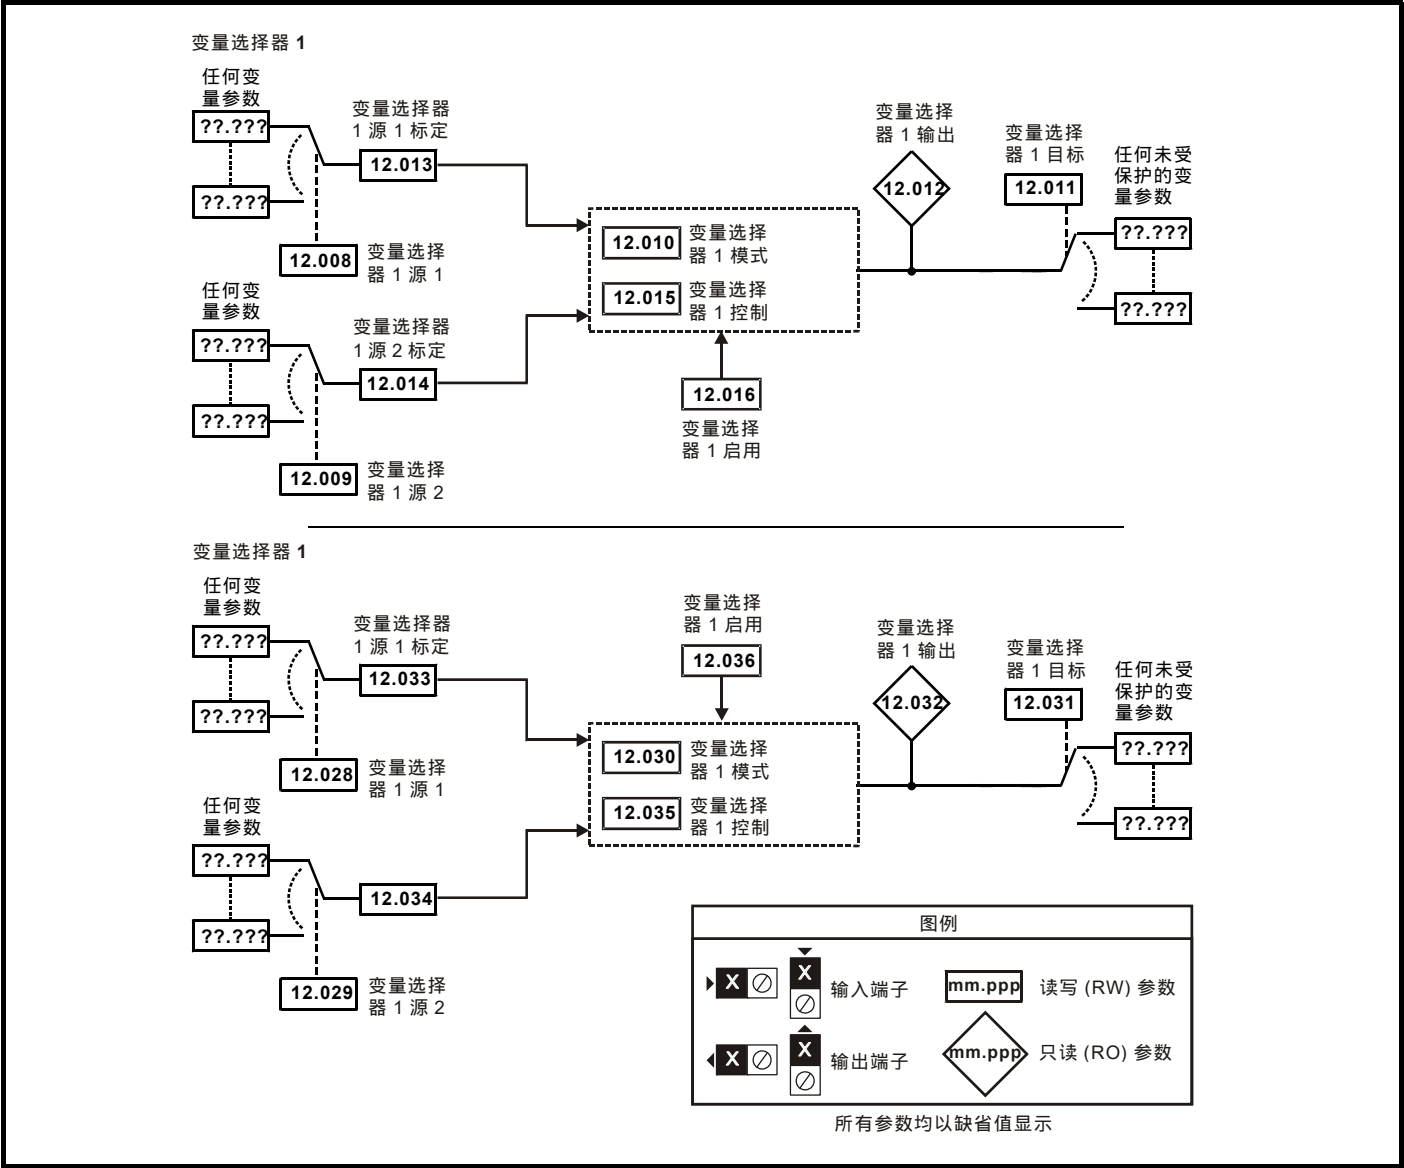 变量选择器 1
任何变
量参数
??.???
??.???
变量选择器
1 源 1 标定
12.013
12.008
变量选择
器 1 源 1
任何变
量参数
??.???
??.???
变量选择器
1 源 2 标定
12.014
12.009
变量选择
器 1 源 2
12.010
变量选择
器 1 模式
12.015
变量选择
器 1 控制
12.016
变量选择
器 1 启用
变量选择
器 1 输出
12.012
变量选择
器 1 目标
12.011
任何未受
保护的变
量参数
??.???
??.???
变量选择器 1
任何变
量参数
??.???
??.???
变量选择器
1 源 1 标定
12.033
12.028
变量选择
器 1 源 1
任何变
量参数
??.???
??.???
12.034
12.029
变量选择
器 1 源 2
变量选择
器 1 启用
12.036
12.030
变量选择
器 1 模式
12.035
变量选择
器 1 控制
变量选择
器 1 输出
12.032
变量选择
器 1 目标
12.031
任何未受
保护的变
量参数
??.???
??.???
图例
X
X
输入端子
mm.ppp
读写 (RW) 参数
X
X
输出端子
mm.ppp
只读 (RO) 参数
所有参数均以缺省值显示